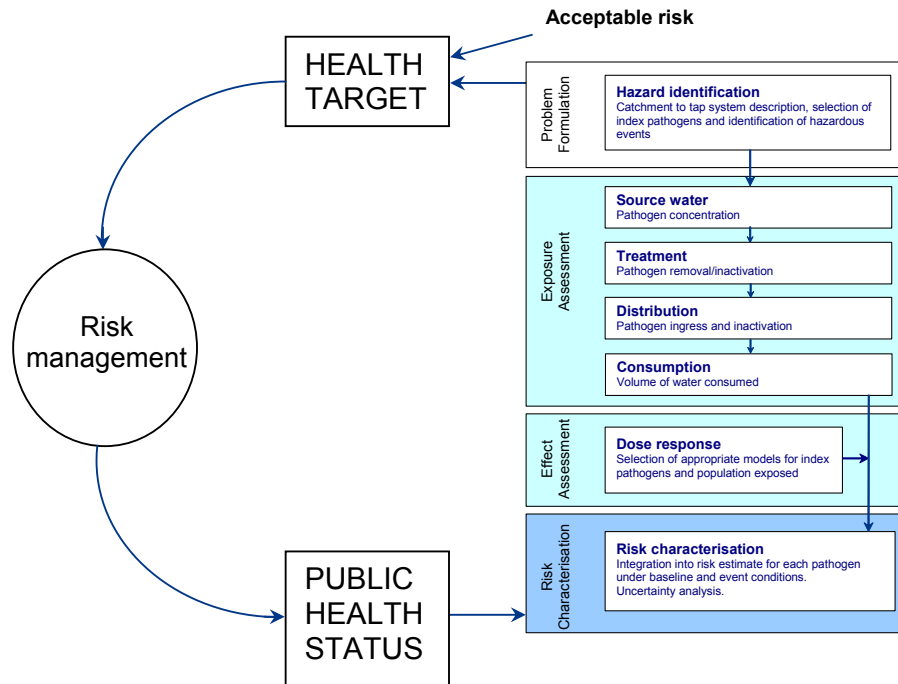 Acceptable risk
HEALTH
TARGET
Risk
management
PUBLIC
HEALTH
STATUS
Problem
Formulation
Hazard identification
Catchment to tap system description, selection of
index pathogens and identification of hazardous
events
Exposure
Assessment
Source water
Pathogen concentration
Treatment
Pathogen removal/inactivation
Distribution
Pathogen ingress and inactivation
Consumption
Volume of water consumed
Effect
Assessment
Dose response
Selection of appropriate models for index
pathogens and population exposed
Risk
Characterisation
Risk characterisation
Integration into risk estimate for each pathogen
under baseline and event conditions.
Uncertainty analysis.